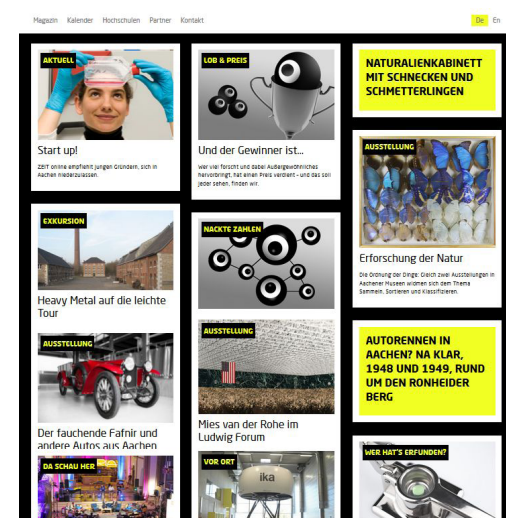 Magazin Kalender Hochschulen Partner Kontakt
De En
AKTUELL
Start up!
ZEIT online empfiehlt jungen Gründern, sich in
Aachen niederzulassen.
EXKURSION
Heavy Metal auf die leichte
Tour
AUSSTELLUNG
Der fauchende Fafnir und
andere Autos aus Aachen
DA SCHAU HER
LOB & PREIS
Und der Gewinner ist...
Wer viel forscht und dabei Außergewöhnliches
hervorbringt, hat einen Preis verdient – und das soll
jeder sehen, finden wir.
NACKTE ZAHLEN
AUSSTELLUNG
Mies van der Rohe im
Ludwig Forum
VOR ORT
ika
NATURALIENKABINETT
MIT SCHNECKEN UND
SCHMETTERLINGEN
AUSSTELLUNG
Erforschung der Natur
Die Ordnung der Dinge: Gleich zwei Ausstellungen in
Aachener Museen widmen sich dem Thema
Sammeln, Sortieren und Klassifizieren.
AUTORENNEN IN
AACHEN? NA KLAR,
1948 UND 1949, RUND
UM DEN RONHEIDER
BERG
WER HAT'S ERFUNDEN?